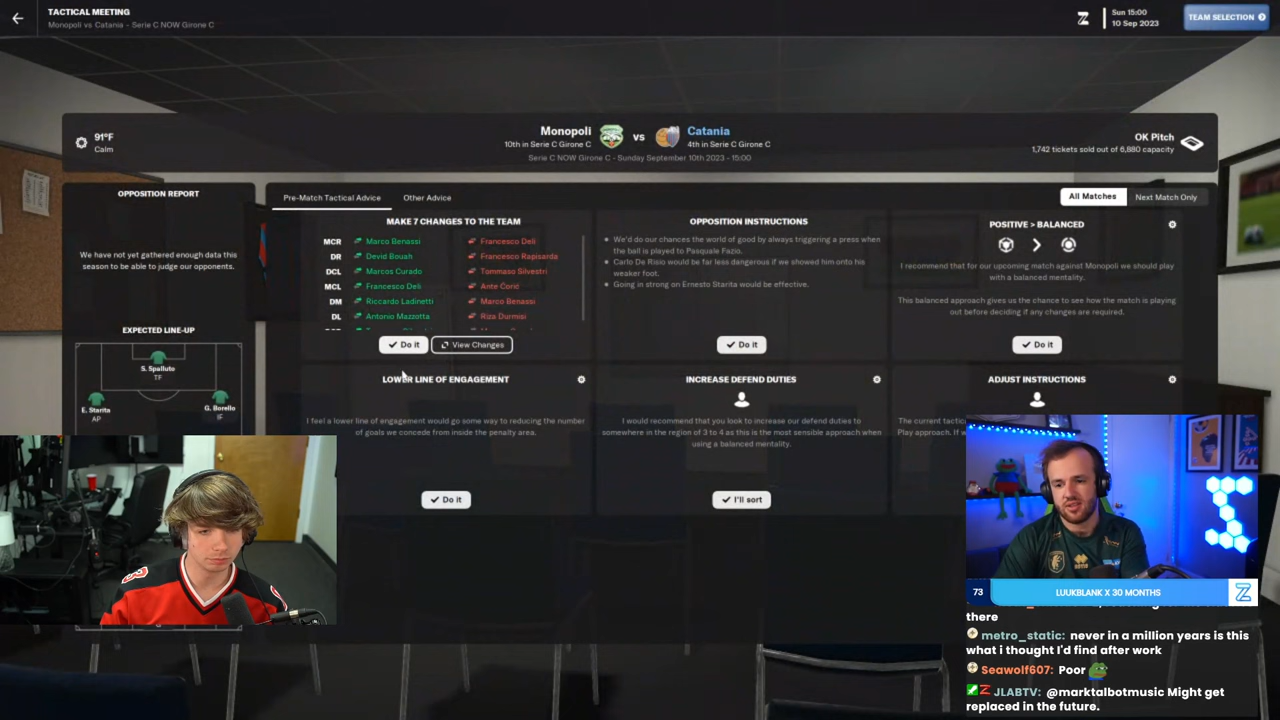 TACTICAL MEETING
Monopoli vs Catania - Serie C NOW Girone C
Sun 15:00
10 Sep 2023
TEAM SELECTION
91°F
Calm
Monopoli
vs
Catania
10th in Serie C Girone C
4th in Serie C Girone C
Serie C NOW Girone C - Sunday September 10th 2023 - 15:00
OK Pitch
1,742 tickets sold out of 6,880 capacity
OPPOSITION REPORT
We have not yet gathered enough data this
season to be able to judge our opponents.
EXPECTED LINE-UP
S. Spalluto
TF
E. Starita
AP
G. Borello
IF
Pre-Match Tactical Advice
Other Advice
All Matches
Next Match Only
MAKE 7 CHANGES TO THE TEAM
MCR Marco Benassi Francesco Deli
DR Devid Bouah Francesco Rapisarda
DCL Marcos Curado Tommaso Silvestri
MCL Francesco Deli Ante Ćorić
DM Riccardo Ladinetti Marco Benassi
DL Antonio Mazzotta Riza Durmisi
Do it
View Changes
OPPOSITION INSTRUCTIONS
We'd do our chances the world of good by always triggering a press when
the ball is played to Pasquale Fazio.
Carlo De Risio would be far less dangerous if we showed him onto his
weaker foot.
Going in strong on Ernesto Starita would be effective.
Do it
POSITIVE > BALANCED
I recommend that for our upcoming match against Monopoli we should play
with a balanced mentality.
This balanced approach gives us the chance to see how the match is playing
out before deciding if any changes are required.
Do it
LOWER LINE OF ENGAGEMENT
I feel a lower line of engagement would go some way to reducing the number
of goals we concede from inside the penalty area.
Do it
INCREASE DEFEND DUTIES
I would recommend that you look to increase our defend duties to
somewhere in the region of 3 to 4 as this is the most sensible approach when
using a balanced mentality.
I'll sort
ADJUST INSTRUCTIONS
The current tactic
Play approach. If w
73
LUUKBLANK X 30 MONTHS
there
metro_static: never in a million years is this
what i thought I'd find after work
Seawolf607: Poor
JLABTV: @marktalbotmusic Might get
replaced in the future.